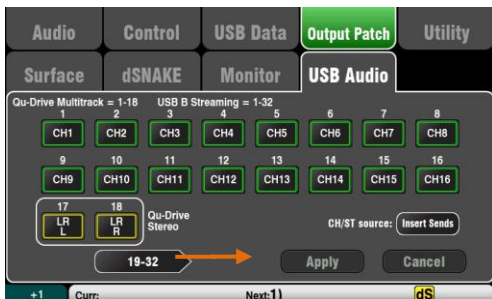 Audio Control USB Data Output Patch Utility
Surface dSNAKE Monitor USB Audio
Qu-Drive Multitrack = 1-18 USB B Streaming = 1-32
1 2 3 4 5 6 7 8
CH1 CH2 CH3 CH4 CH5 CH6 CH7 CH8
9 10 11 12 13 14 15 16
CH9 CH10 CH11 CH12 CH13 CH14 CH15 CH16
17 18
LR L LR R Qu-Drive Stereo
CH/ST source: Insert Sends
19-32 Apply Cancel
+1 Curr: Next:1) dS